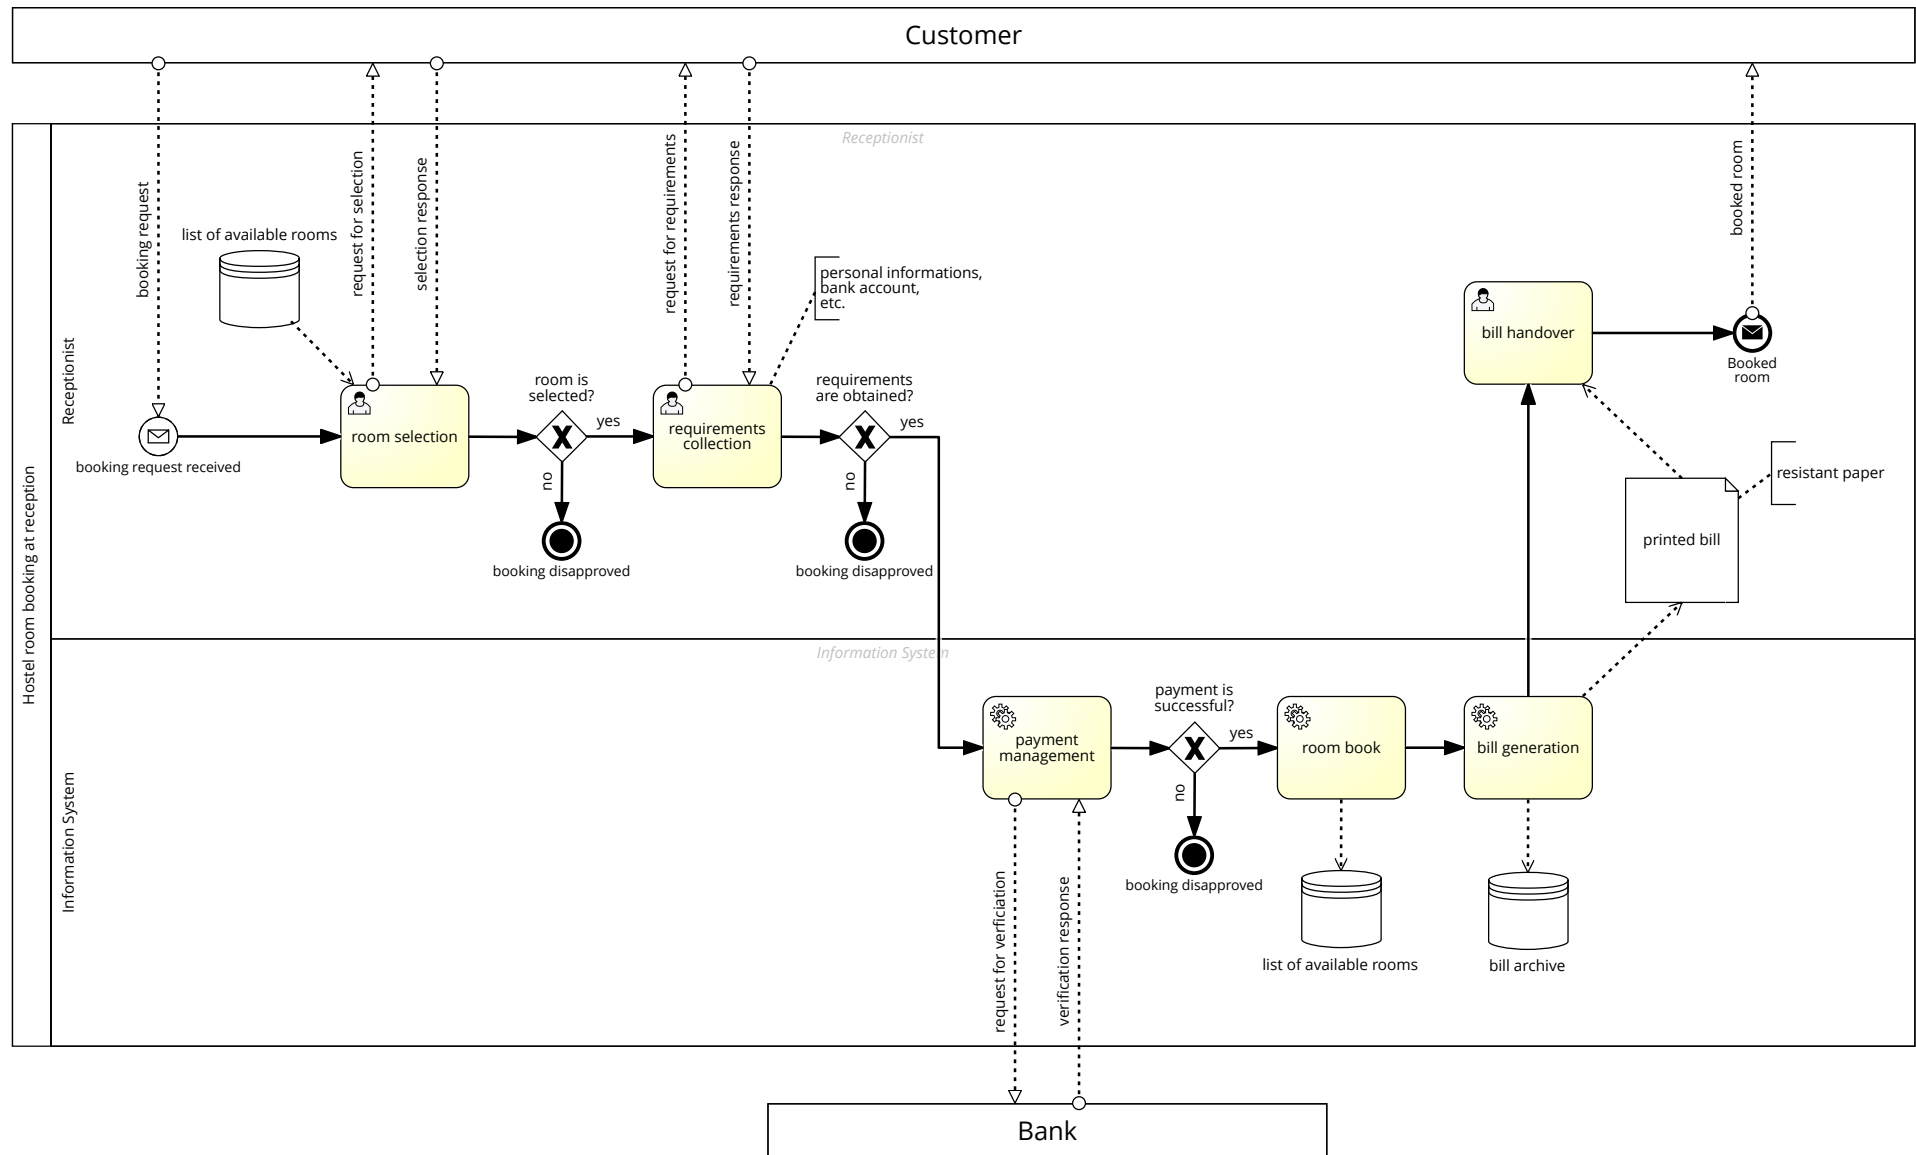 Customer
Receptionist
booking request
request for selection
selection response
request for requirements
requirements response
booked room
list of available rooms
personal informations,
bank account,
etc.
Hostel room booking at reception
Receptionist
booking request received
room selection
room is
selected?
yes
no
booking disapproved
requirements
collection
requirements
are obtained?
yes
no
booking disapproved
bill handover
Booked
room
resistant paper
printed bill
Information System
Information System
payment
management
payment is
successful?
yes
no
booking disapproved
room book
bill generation
request for verficiation
verification response
list of available rooms
bill archive
Bank